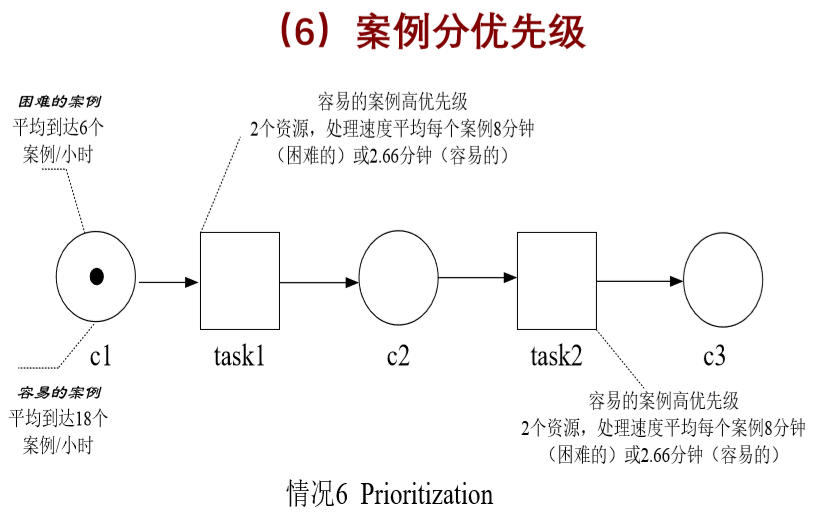 （6）案例分优先级
困难的案例
平均到达6个
案例/小时
容易的案例高优先级
2个资源，处理速度平均每个案例8分钟
（困难的）或2.66分钟（容易的）
c1
task1
c2
task2
c3
容易的案例
平均到达18个
案例/小时
容易的案例高优先级
2个资源，处理速度平均每个案例8分钟
（困难的）或2.66分钟（容易的）
情况6 Prioritization